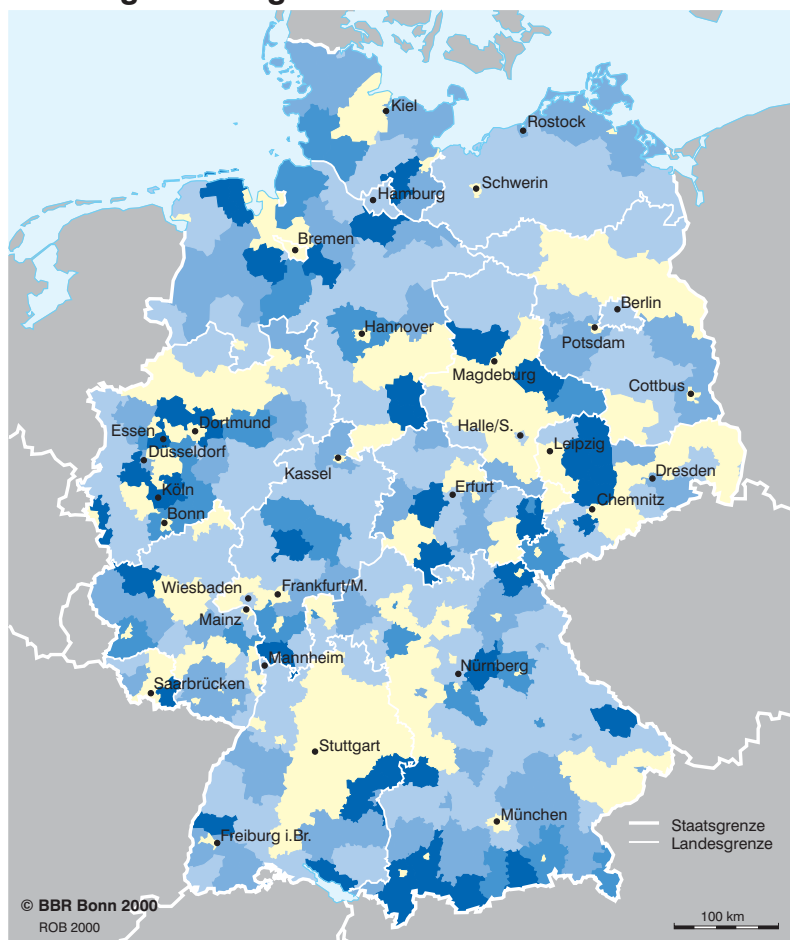 Kiel
Rostock
Schwerin
Hamburg
Bremen
Berlin
Hannover
Potsdam
Magdeburg
Cottbus
Dortmund
Essen
Halle/S.
Leipzig
Düsseldorf
Kassel
Dresden
Köln
Erfurt
Chemnitz
Bonn
Wiesbaden
Frankfurt/M.
Mainz
Mannheim
Nürnberg
Saarbrücken
Stuttgart
München
Staatsgrenze
Freiburg i.Br.
Landesgrenze
© BBR Bonn 2000
ROB 2000
100 km